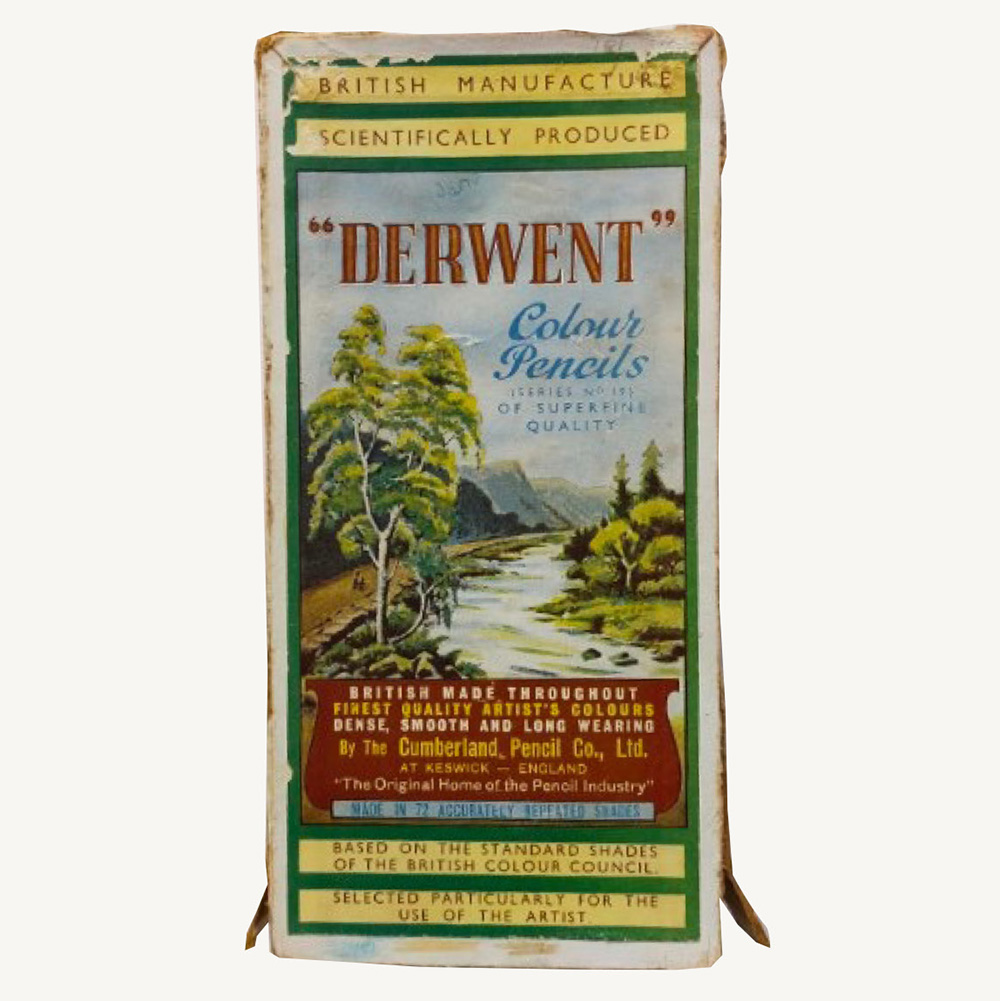 BRITISH MANUFACTURE
SCIENTIFICALLY PRODUCED
"DERWENT"
Colour
Pencils
(SERIES No 19)
OF SUPERFINE
QUALITY
BRITISH MADE THROUGHOUT
FINEST QUALITY ARTIST'S COLOURS
DENSE, SMOOTH AND LONG WEARING
By The Cumberland Pencil Co., Ltd.
AT KESWICK — ENGLAND
"The Original Home of the Pencil Industry"
MADE IN 72 ACCURATELY REPEATED SHADES
BASED ON THE STANDARD SHADES
OF THE BRITISH COLOUR COUNCIL.
SELECTED PARTICULARLY FOR THE
USE OF THE ARTIST.